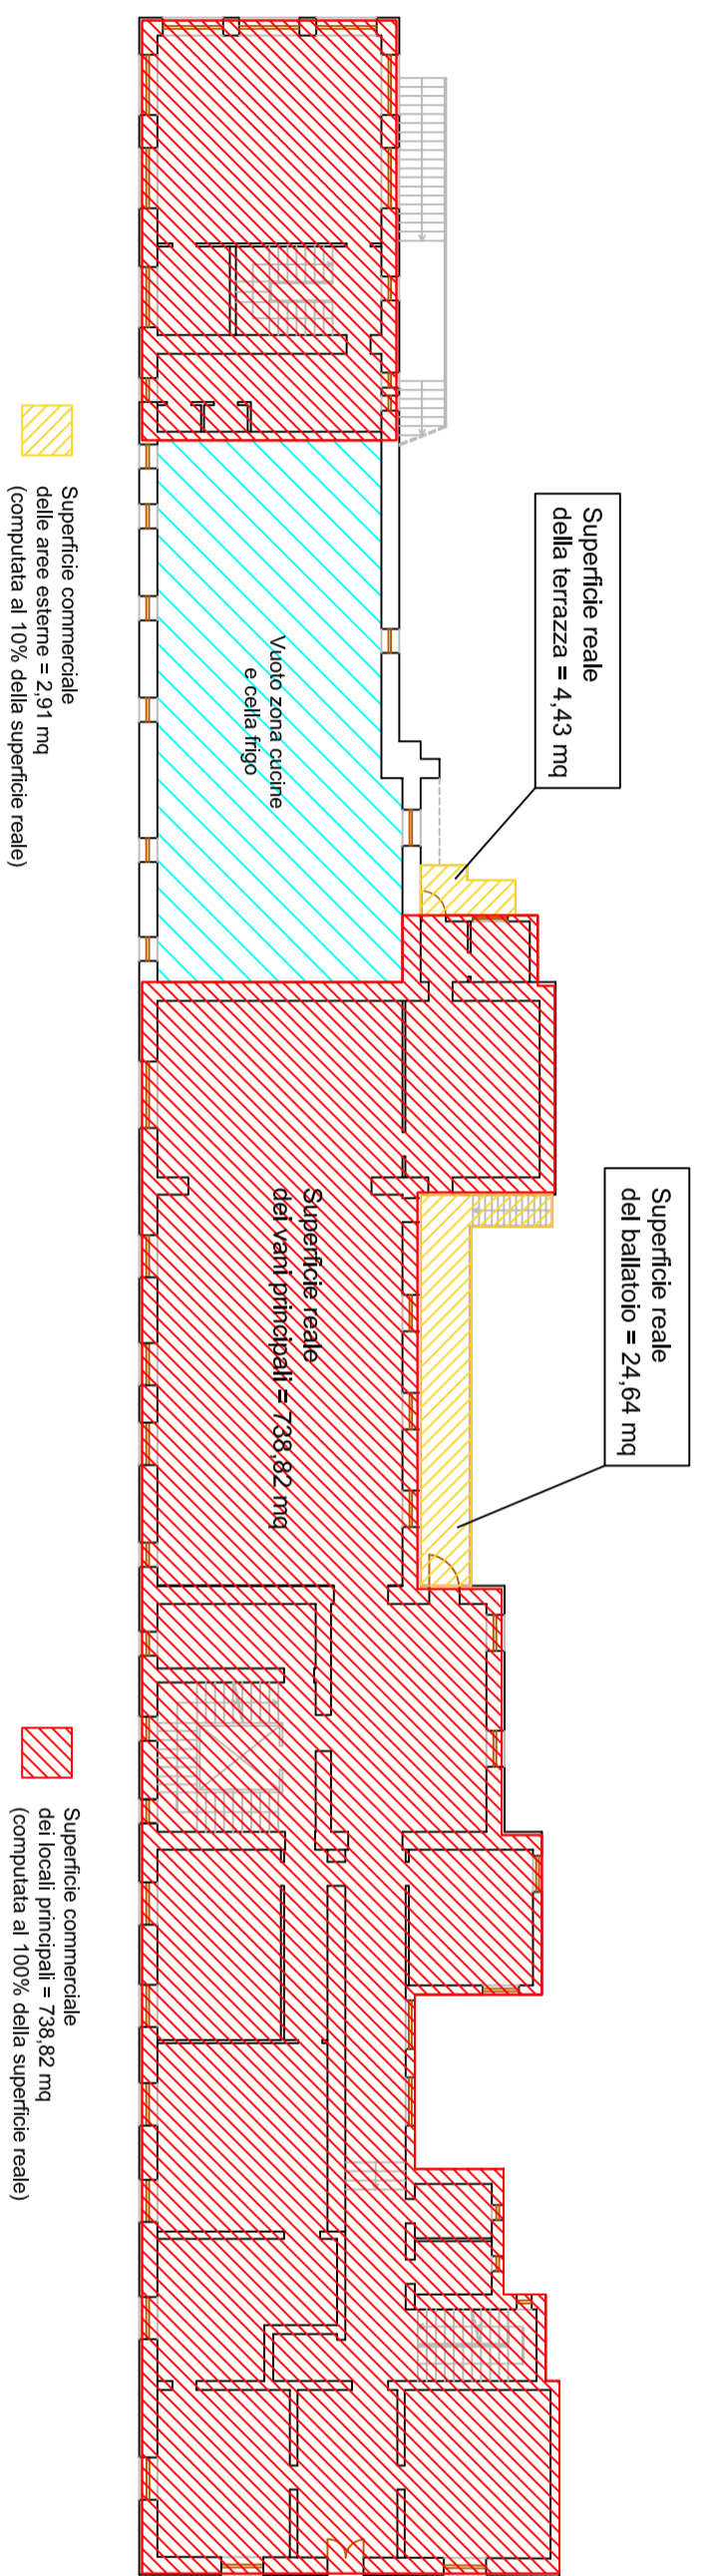 Superficie reale
della terrazza = 4,43 mq
Superficie reale
del ballatoio = 24,64 mq
Vuoto zona cucine
e cella frigo
Superficie reale
dei vani principali = 738,82 mq
Superficie commerciale
delle aree esterne = 2,91 mq
(computata al 10% della superficie reale)
Superficie commerciale
dei locali principali = 738,82 mq
(computata al 100% della superficie reale)